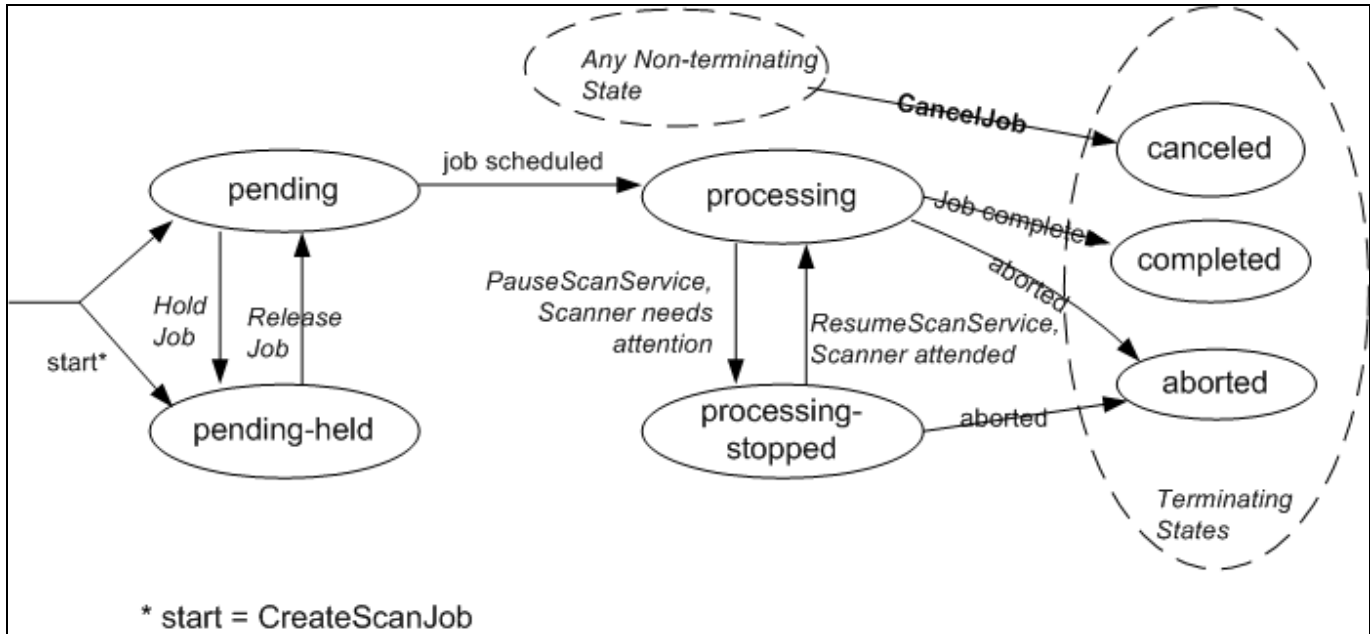 Any Non-terminating
State
CancelJob
canceled
job scheduled
pending
processing
Job complete
completed
PauseScanService,
Scanner needs
attention
aborted
Hold
Job
Release
Job
ResumeScanService,
Scanner attended
start*
aborted
pending-held
processing-
stopped
aborted
Terminating
States
* start = CreateScanJob